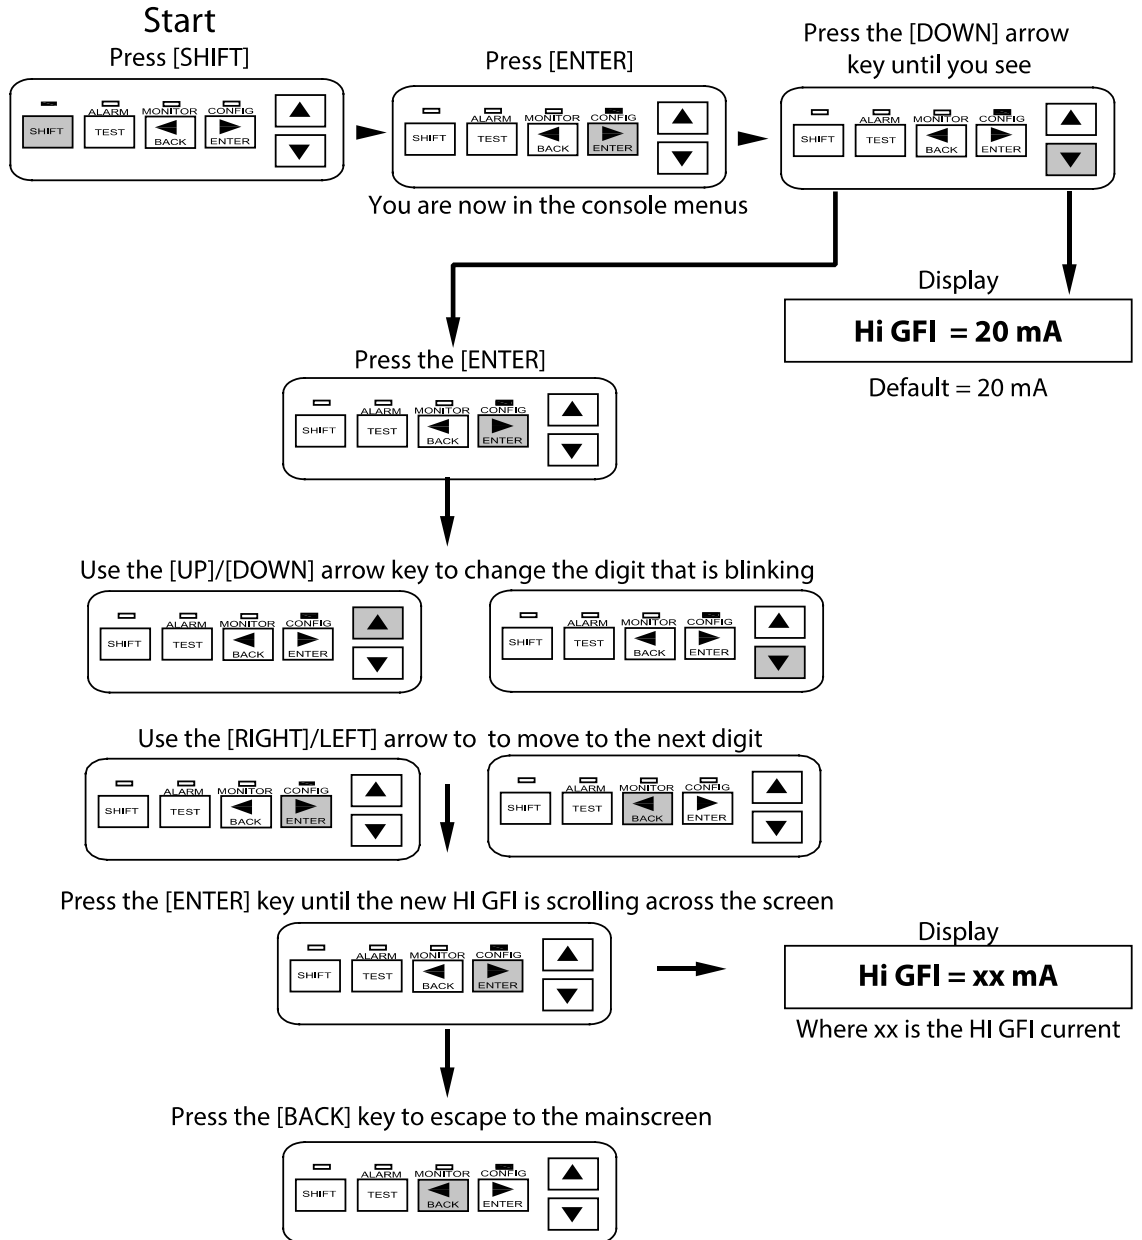 Start
Press [SHIFT]
Press [ENTER]
Press the [DOWN] arrow
key until you see
ALARM MONITOR CONFIG
SHIFT TEST BACK ENTER
ALARM MONITOR CONFIG
SHIFT TEST BACK ENTER
ALARM MONITOR CONFIG
SHIFT TEST BACK ENTER
You are now in the console menus
Display
Hi GFI = 20 mA
Default = 20 mA
Press the [ENTER]
ALARM MONITOR CONFIG
SHIFT TEST BACK ENTER
Use the [UP]/[DOWN] arrow key to change the digit that is blinking
ALARM MONITOR CONFIG
SHIFT TEST BACK ENTER
ALARM MONITOR CONFIG
SHIFT TEST BACK ENTER
Use the [RIGHT]/LEFT] arrow to to move to the next digit
ALARM MONITOR CONFIG
SHIFT TEST BACK ENTER
ALARM MONITOR CONFIG
SHIFT TEST BACK ENTER
Press the [ENTER] key until the new HI GFI is scrolling across the screen
ALARM MONITOR CONFIG
SHIFT TEST BACK ENTER
Display
Hi GFI = xx mA
Where xx is the HI GFI current
Press the [BACK] key to escape to the mainscreen
ALARM MONITOR CONFIG
SHIFT TEST BACK ENTER